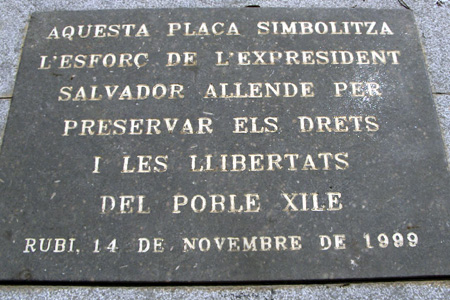 AQUESTA PLACA SIMBOLITZA
L'ESFORÇ DE L'EXPRESIDENT
SALVADOR ALLENDE PER
PRESERVAR ELS DRETS
I LES LLIBERTATS
DEL POBLE XILE
RUBI, 14 DE NOVEMBRE DE 1999